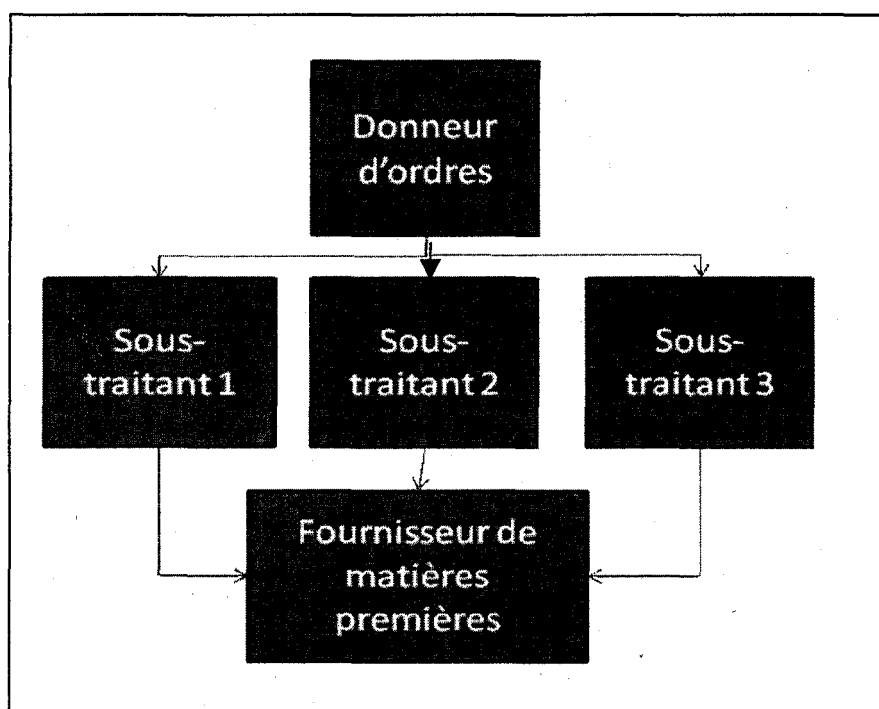 Donneur
d'ordres
Sous-
traitant 1
Sous-
traitant 2
Sous-
traitant 3
Fournisseur de
matières
premières